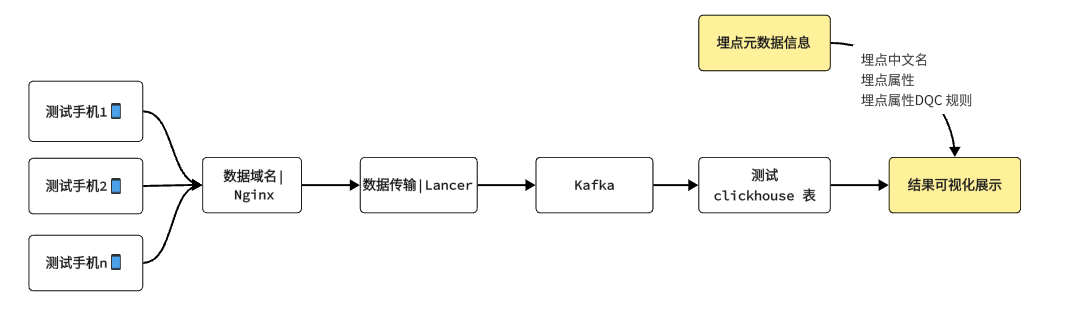 埋点元数据信息
埋点中文名
埋点属性
埋点属性DQC 规则
测试手机1
测试手机2
测试手机n
数据域名|
Nginx
数据传输|Lancer
Kafka
测试
clickhouse 表
结果可视化展示